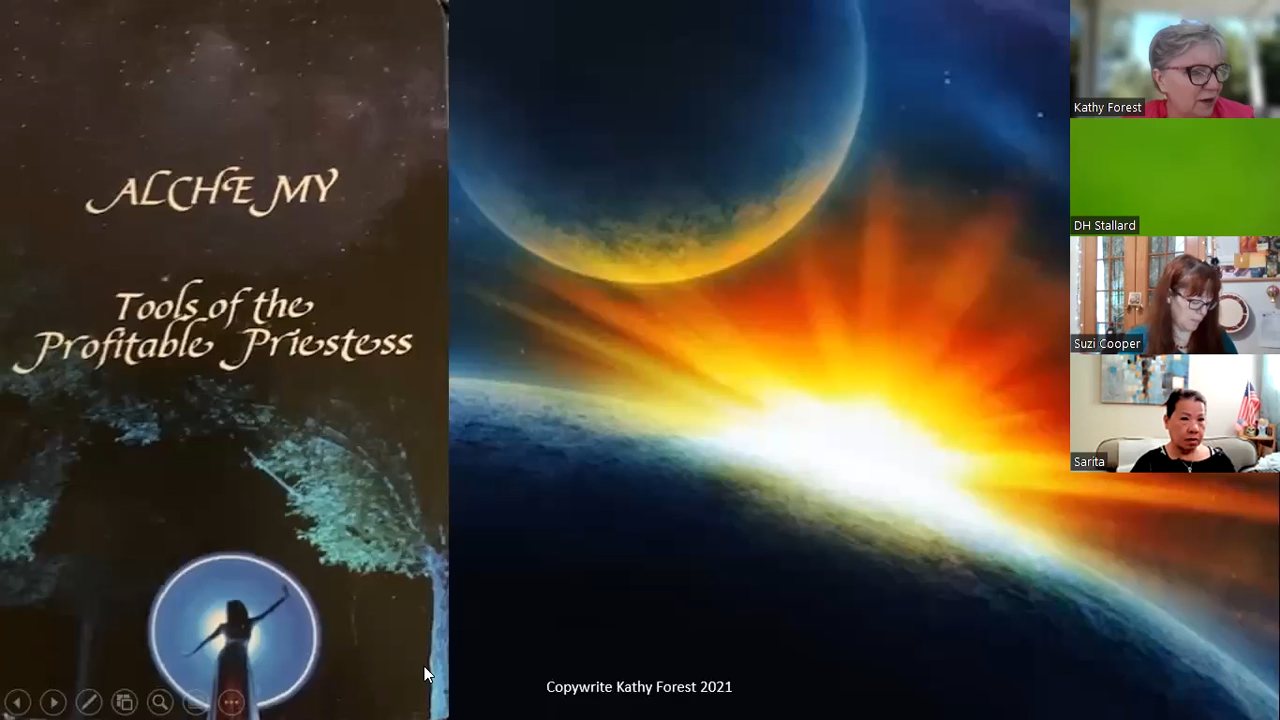 ALCHEMY
Tools of the
Profitable Priestess
Copywrite Kathy Forest 2021
Kathy Forest
DH Stallard
Suzi Cooper
Sarita